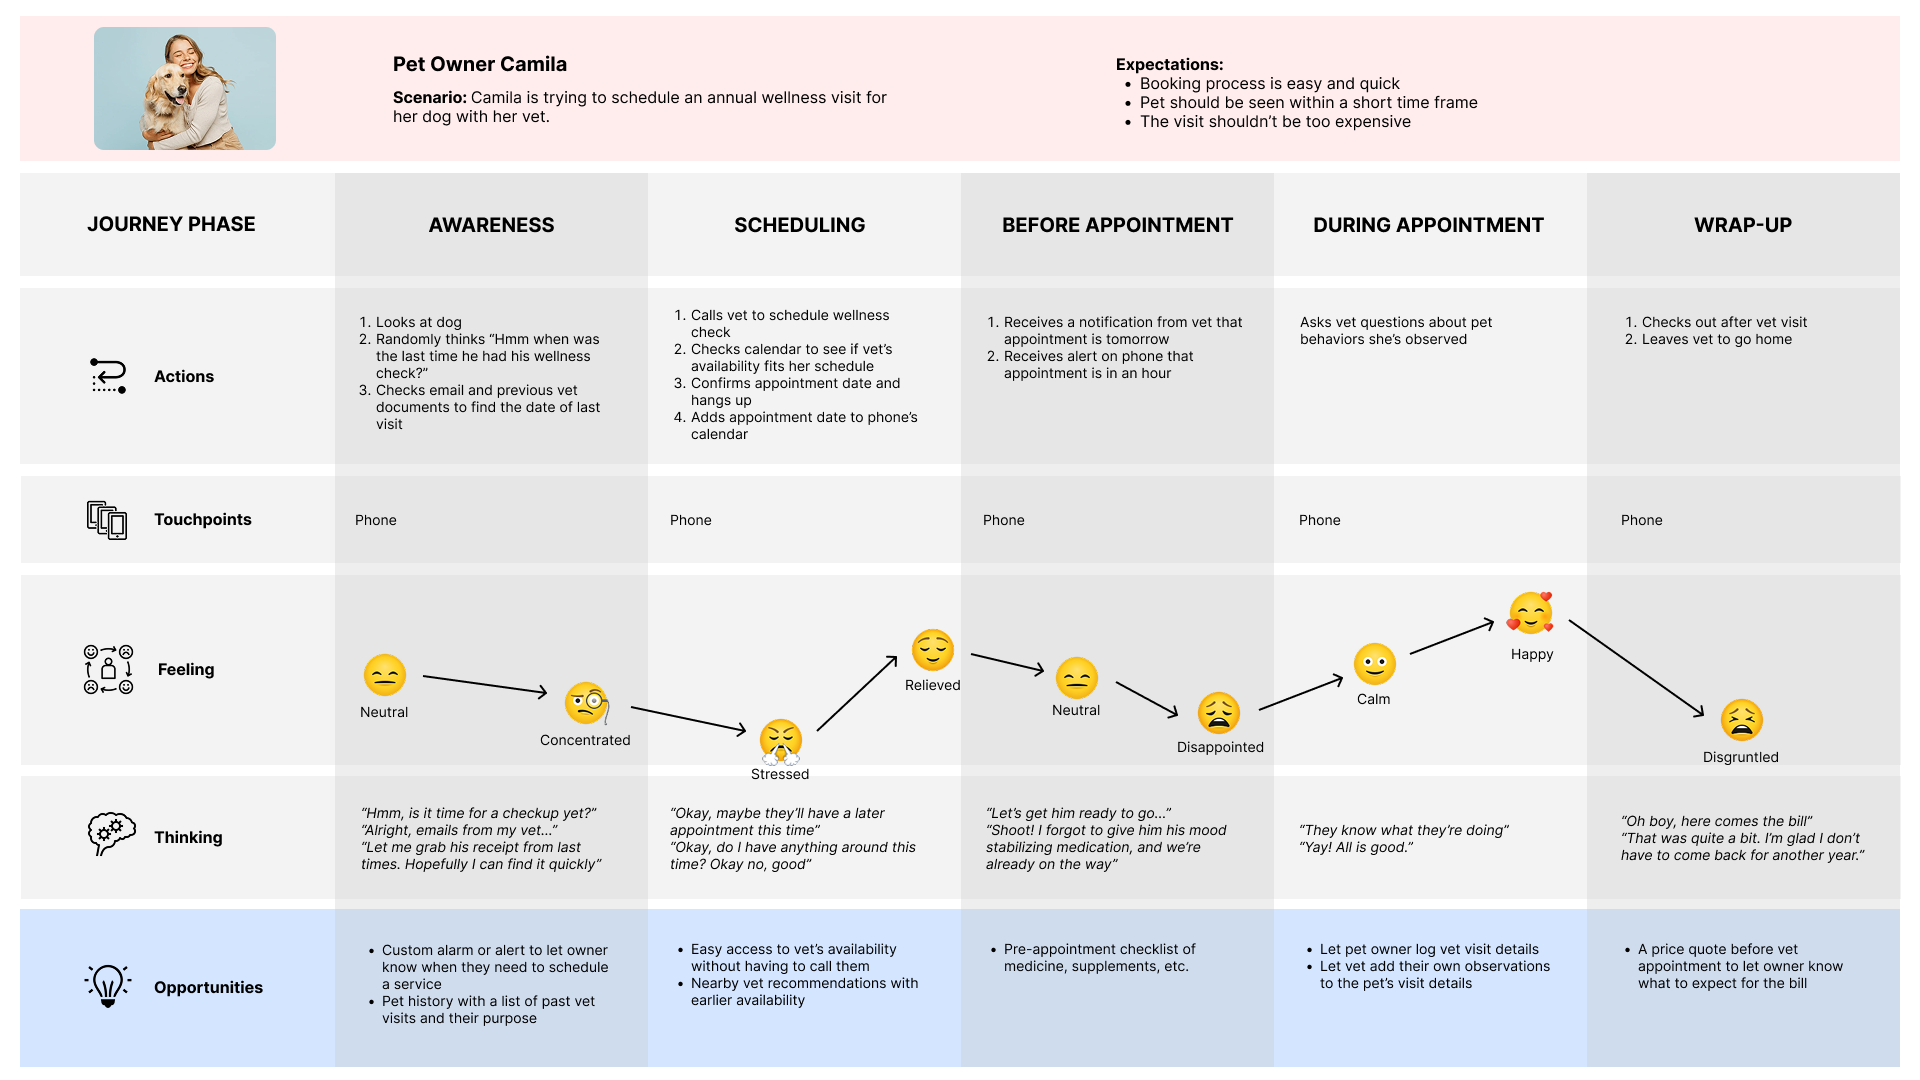 Pet Owner Camila
Scenario: Camila is trying to schedule an annual wellness visit for
her dog with her vet.
Expectations:
• Booking process is easy and quick
• Pet should be seen within a short time frame
• The visit shouldn’t be too expensive
JOURNEY PHASE
AWARENESS
SCHEDULING
BEFORE APPOINTMENT
DURING APPOINTMENT
WRAP-UP
Actions
1. Looks at dog
2. Randomly thinks “Hmm when was
the last time he had his wellness
check?”
3. Checks email and previous vet
documents to find the date of last
visit
1. Calls vet to schedule wellness
check
2. Checks calendar to see if vet’s
availability fits her schedule
3. Confirms appointment date and
hangs up
4. Adds appointment date to phone’s
calendar
1. Receives a notification from vet that
appointment is tomorrow
2. Receives alert on phone that
appointment is in an hour
Asks vet questions about pet
behaviors she’s observed
1. Checks out after vet visit
2. Leaves vet to go home
Touchpoints
Phone
Phone
Phone
Phone
Phone
Feeling
Neutral
Concentrated
Stressed
Relieved
Neutral
Disappointed
Calm
Happy
Disgruntled
Thinking
“Hmm, is it time for a checkup yet?”
“Alright, emails from my vet...”
“Let me grab his receipt from last
times. Hopefully I can find it quickly”
“Okay, maybe they’ll have a later
appointment this time”
“Okay, do I have anything around this
time? Okay no, good”
“Let’s get him ready to go...”
“Shoot! I forgot to give him his mood
stabilizing medication, and we’re
already on the way”
“They know what they’re doing”
“Yay! All is good.”
“Oh boy, here comes the bill”
“That was quite a bit. I’m glad I don’t
have to come back for another year.”
Opportunities
• Custom alarm or alert to let owner
know when they need to schedule
a service
• Pet history with a list of past vet
visits and their purpose
• Easy access to vet’s availability
without having to call them
• Nearby vet recommendations with
earlier availability
• Pre-appointment checklist of
medicine, supplements, etc.
• Let pet owner log vet visit details
• Let vet add their own observations
to the pet’s visit details
• A price quote before vet
appointment to let owner know
what to expect for the bill